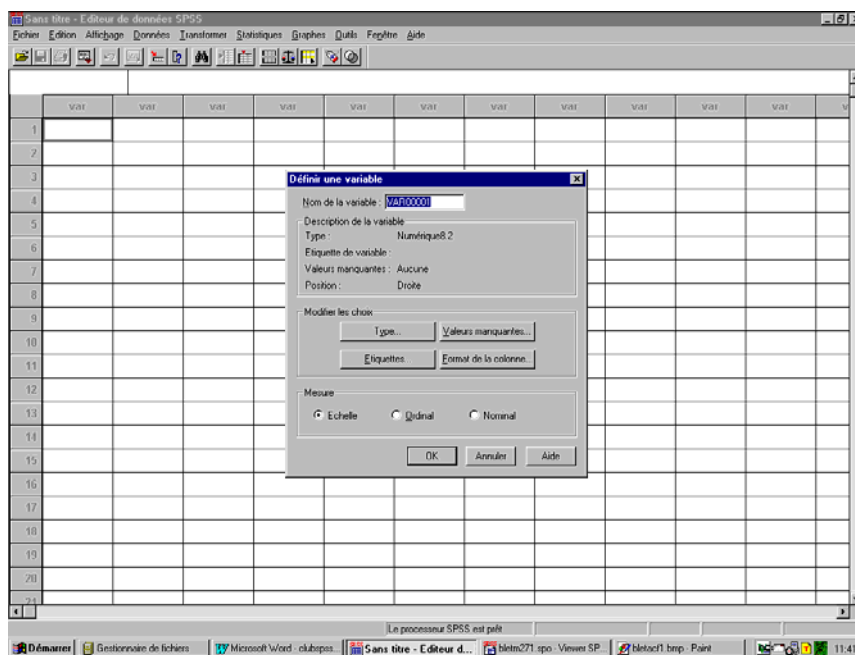 Sans titre - Editeur de données SPSS
Fichier Edition Affichage Données Transformer Statistiques Graphes Outils Fenêtre Aide
var var var var var var var var var var var
1
2
3
4
5
6
7
8
9
10
11
12
13
14
15
16
17
18
19
20
21
Définir une variable
Nom de la variable : VAR00001
Description de la variable
Type : Numérique8.2
Etiquette de variable :
Valeurs manquantes : Aucune
Position : Droite
Modifier les choix
Type... Valeurs manquantes...
Etiquettes Format de la colonne...
Mesure
Echelle Ordinal Nominal
OK Annuler Aide
Le processeur SPSS est prêt
Démarrer Gestionnaire de fichiers Microsoft Word - clubspss... Sans titre - Editeur d... bletm271.spo - Viewer SP... bletacf1.bmp - Paint 11:41